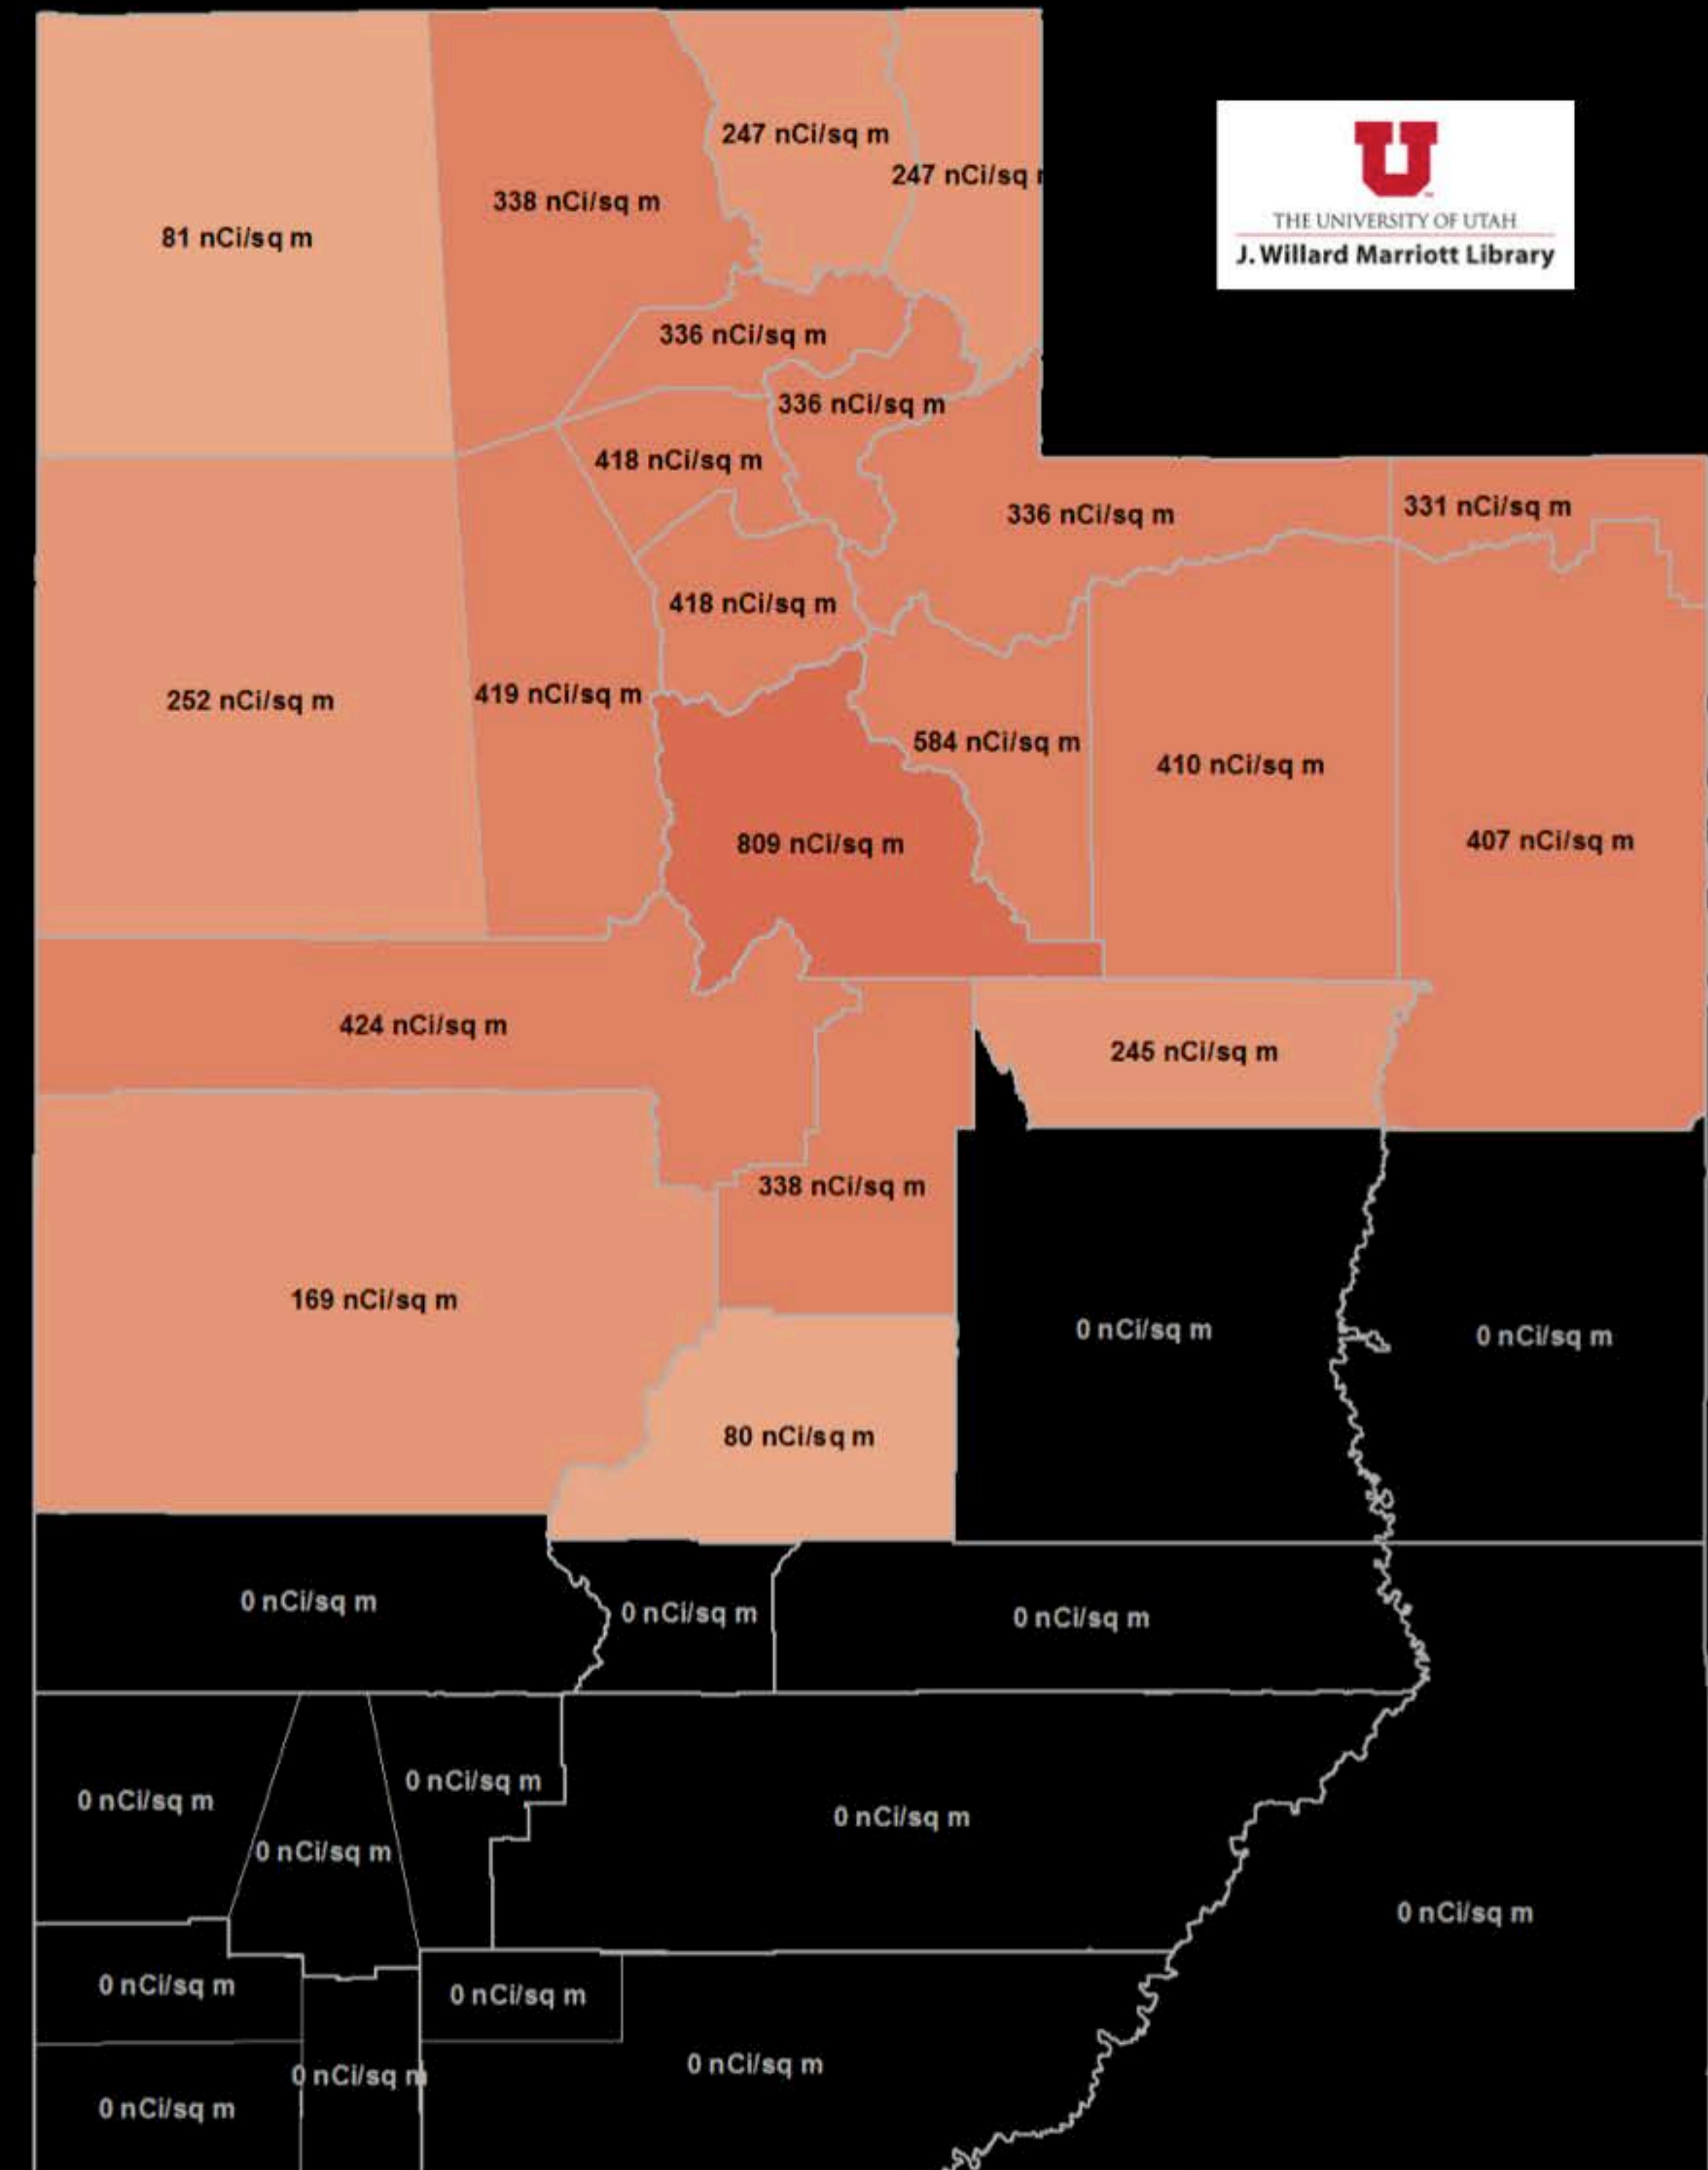 247 nCi/sq m
247 nCi/sq
338 nCi/sq m
81 nCi/sq m
U
THE UNIVERSITY OF UTAH
J. Willard Marriott Library
336 nCi/sq m
336 nCi/sq m
418 nCi/sq m
336 nCi/sq m
331 nCi/sq m
418 nCi/sq m
252 nCi/sq m
419 nCi/sq m
584 nCi/sq m
410 nCi/sq m
809 nCi/sq m
407 nCi/sq m
424 nCi/sq m
245 nCi/sq m
338 nCi/sq m
169 nCi/sq m
0 nCi/sq m
0 nCi/sq m
80 nCi/sq m
0 nCi/sq m
0 nCi/sq m
0 nCi/sq m
0 nCi/sq m
0 nCi/sq m
0 nCi/sq m
0 nCi/sq m
0 nCi/sq m
0 nCi/sq m
0 nCi/sq m
0 nCi/sq m
0 nCi/sq m
0 nCi/sq m
0 nCi/sq m